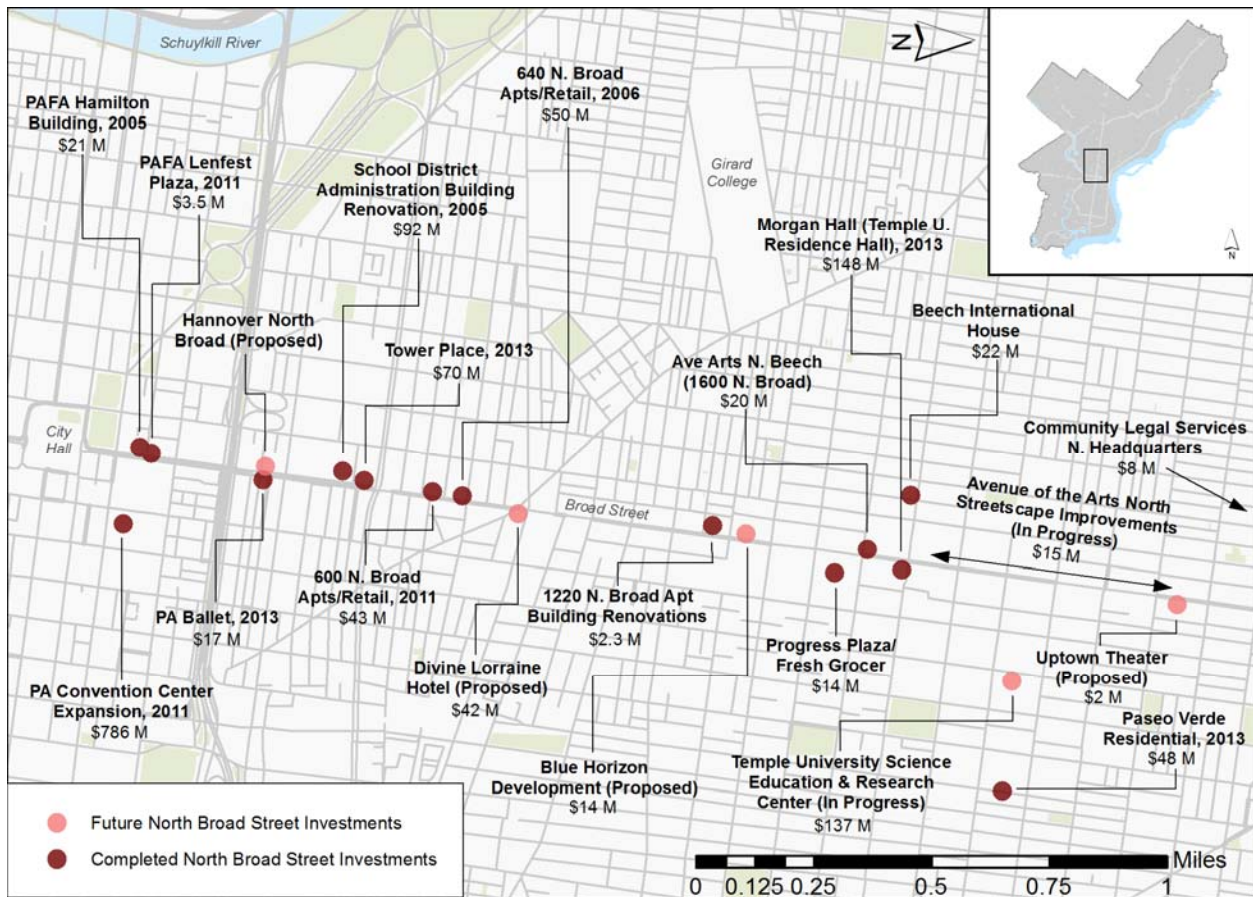 Schuylkill River
N
PAFA Hamilton
Building, 2005
$21 M
PAFA Lenfest
Plaza, 2011
$3.5 M
School District
Administration Building
Renovation, 2005
$92 M
640 N. Broad
Apts/Retail, 2006
$50 M
Girard
College
Morgan Hall (Temple U.
Residence Hall), 2013
$148 M
N
Hannover North
Broad (Proposed)
Tower Place, 2013
$70 M
Ave Arts N. Beech
(1600 N. Broad)
$20 M
Beech International
House
$22 M
Community Legal Services
N. Headquarters
$8 M
City
Hall
Broad Street
Avenue of the Arts North
Streetscape Improvements
(In Progress)
$15 M
PA Ballet, 2013
$17 M
600 N. Broad
Apts/Retail, 2011
$43 M
1220 N. Broad Apt
Building Renovations
$2.3 M
Progress Plaza/
Fresh Grocer
$14 M
Uptown Theater
(Proposed)
$2 M
PA Convention Center
Expansion, 2011
$786 M
Divine Lorraine
Hotel (Proposed)
$42 M
Blue Horizon
Development (Proposed)
$14 M
Temple University Science
Education & Research
Center (In Progress)
$137 M
Paseo Verde
Residential, 2013
$48 M
Future North Broad Street Investments
Completed North Broad Street Investments
Miles
0 0.125 0.25 0.5 0.75 1